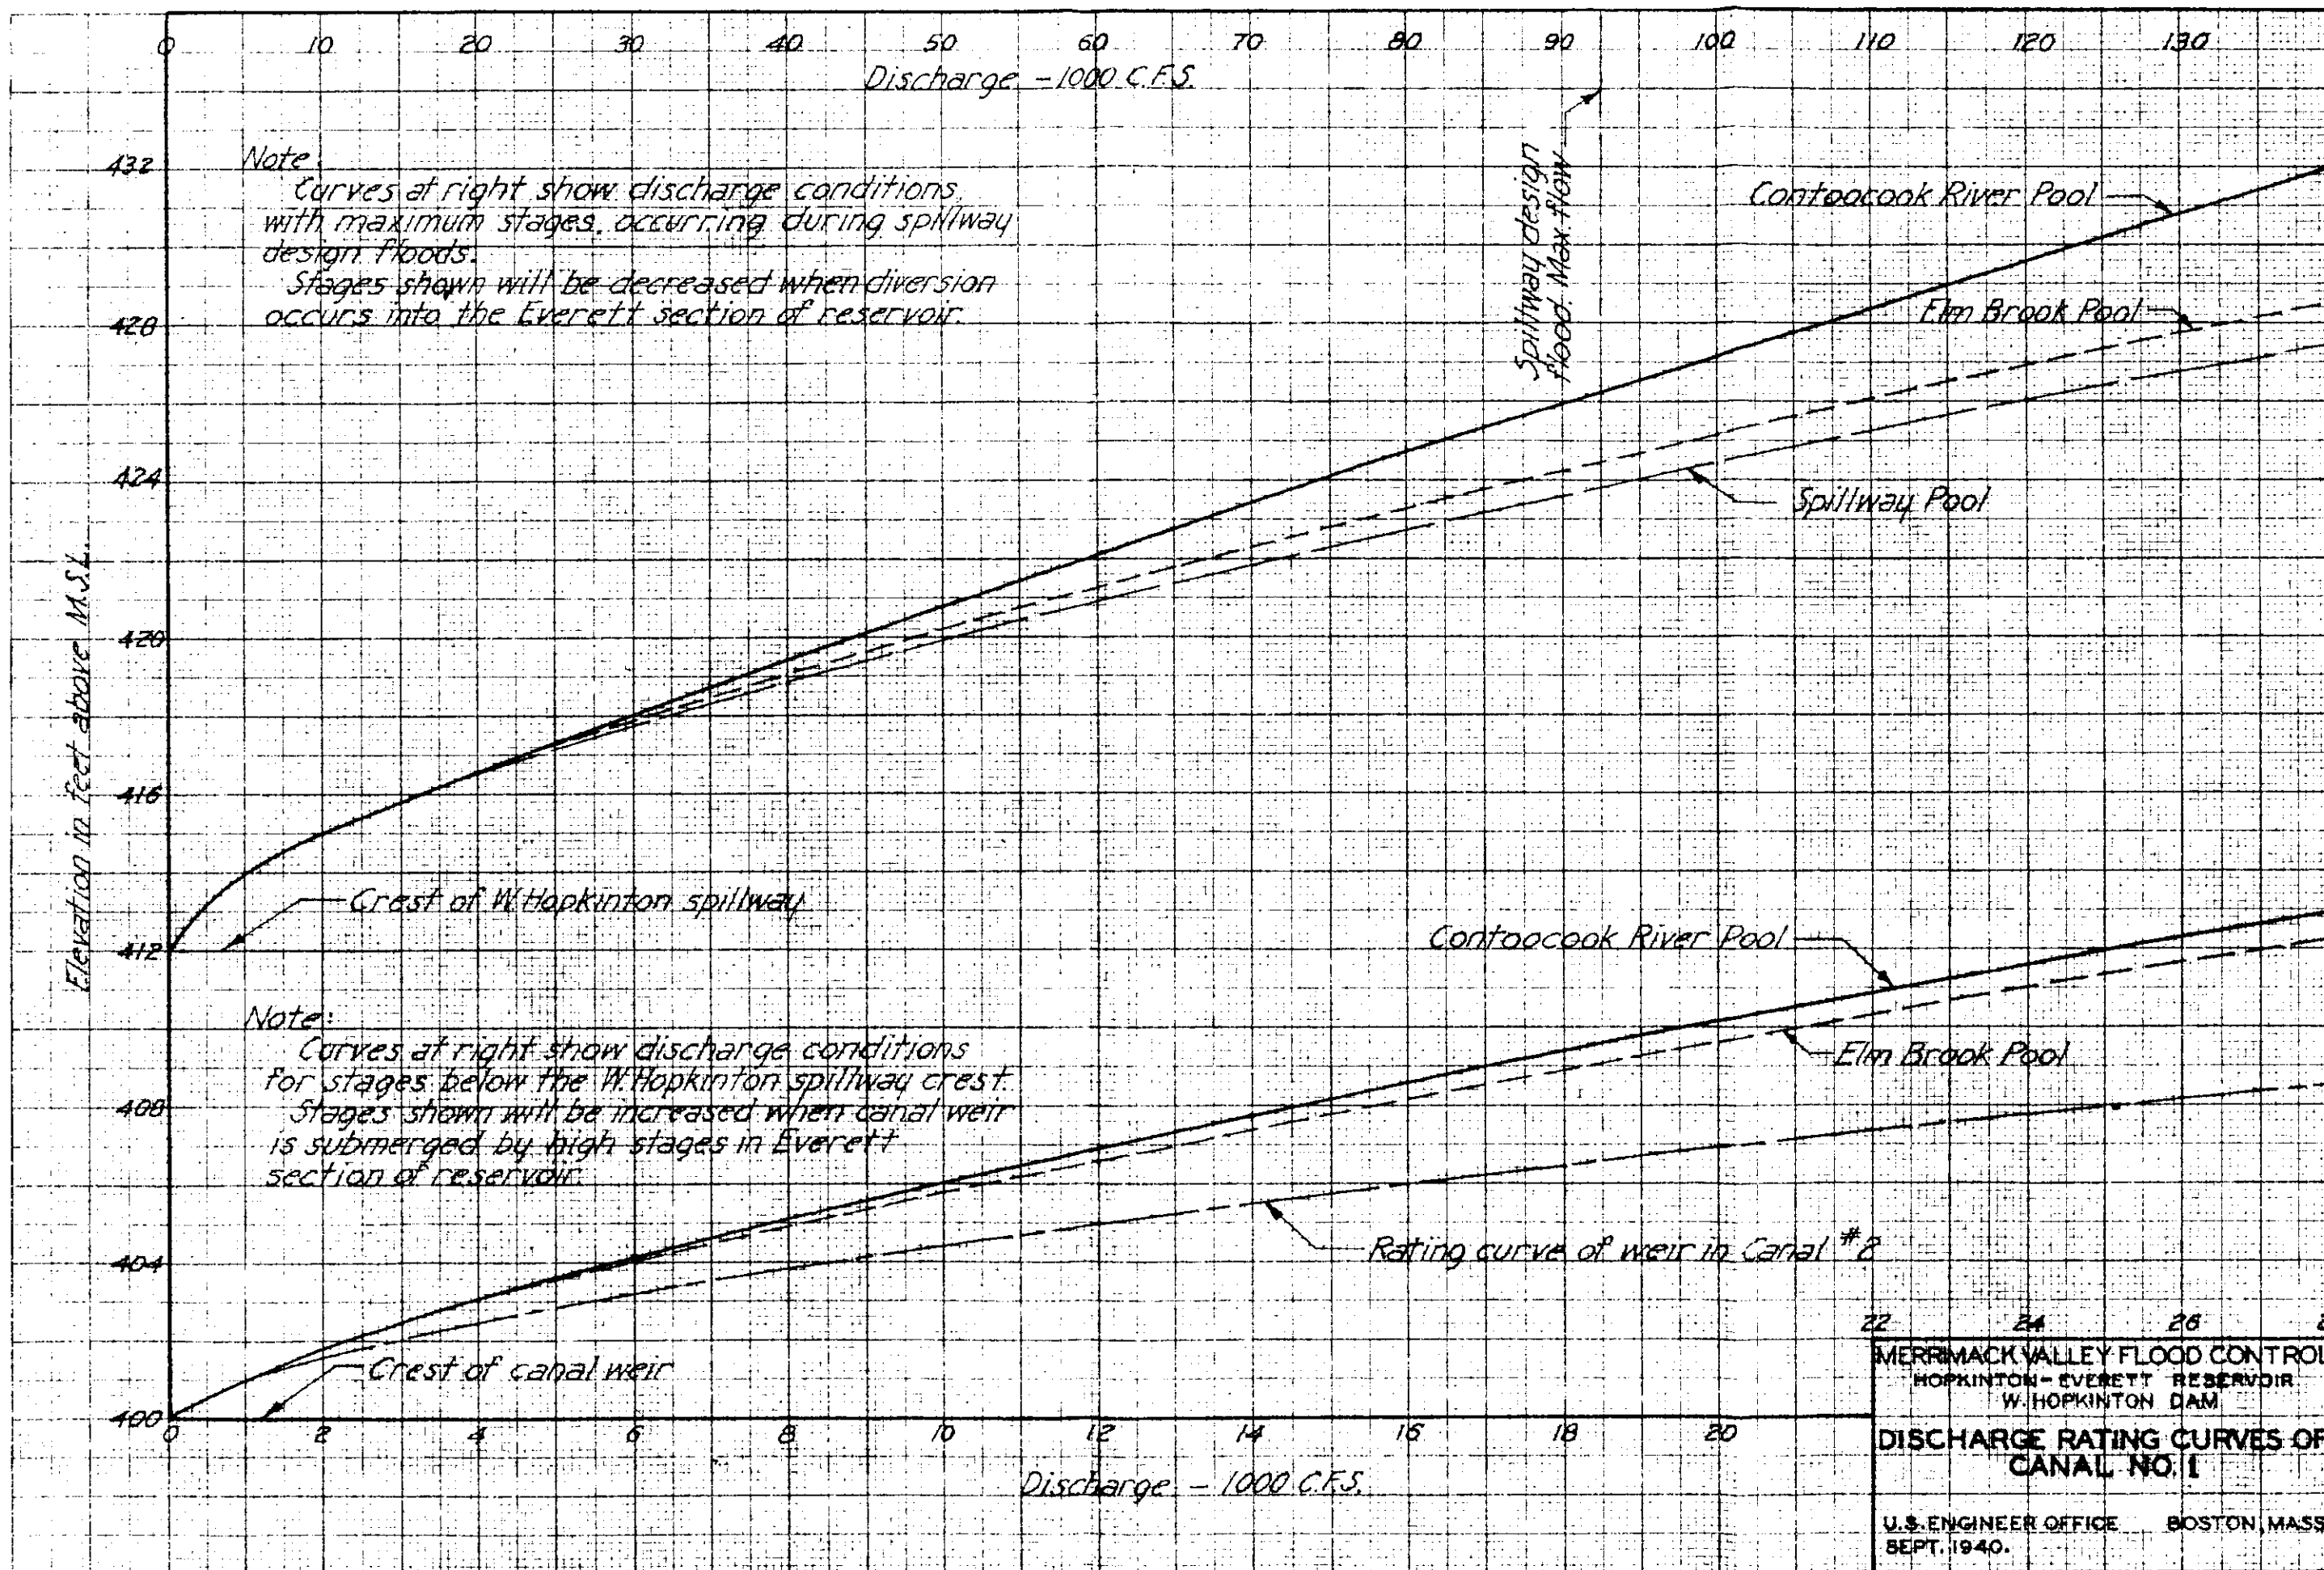 0 10 20 30 40 50 60 70 80 90 100 110 120 130
Discharge - 1000 C.F.S.
Spillway design
flood. Max. flow
432
428
424
420
416
412
408
404
400
Elevation in feet above M.S.L.
Note:
Curves at right show discharge conditions
with maximum stages occurring during spillway
design floods.
Stages shown will be decreased when diversion
occurs into the Everett section of reservoir.
Contoocook River Pool
Elm Brook Pool
Spillway Pool
Crest of W. Hopkinton spillway
Contoocook River Pool
Elm Brook Pool
Note:
Curves at right show discharge conditions
for stages below the W. Hopkinton spillway crest.
Stages shown will be increased when canal weir
is submerged by high stages in Everett
section of reservoir.
Rating curve of weir in Canal #2
Crest of canal weir
0 2 4 6 8 10 12 14 16 18 20 22 24 26
Discharge - 1000 C.F.S.
MERRIMACK VALLEY FLOOD CONTROL
HOPKINTON-EVERETT RESERVOIR
W. HOPKINTON DAM
DISCHARGE RATING CURVES OF
CANAL NO. 1
U.S. ENGINEER OFFICE BOSTON, MASS
SEPT. 1940.